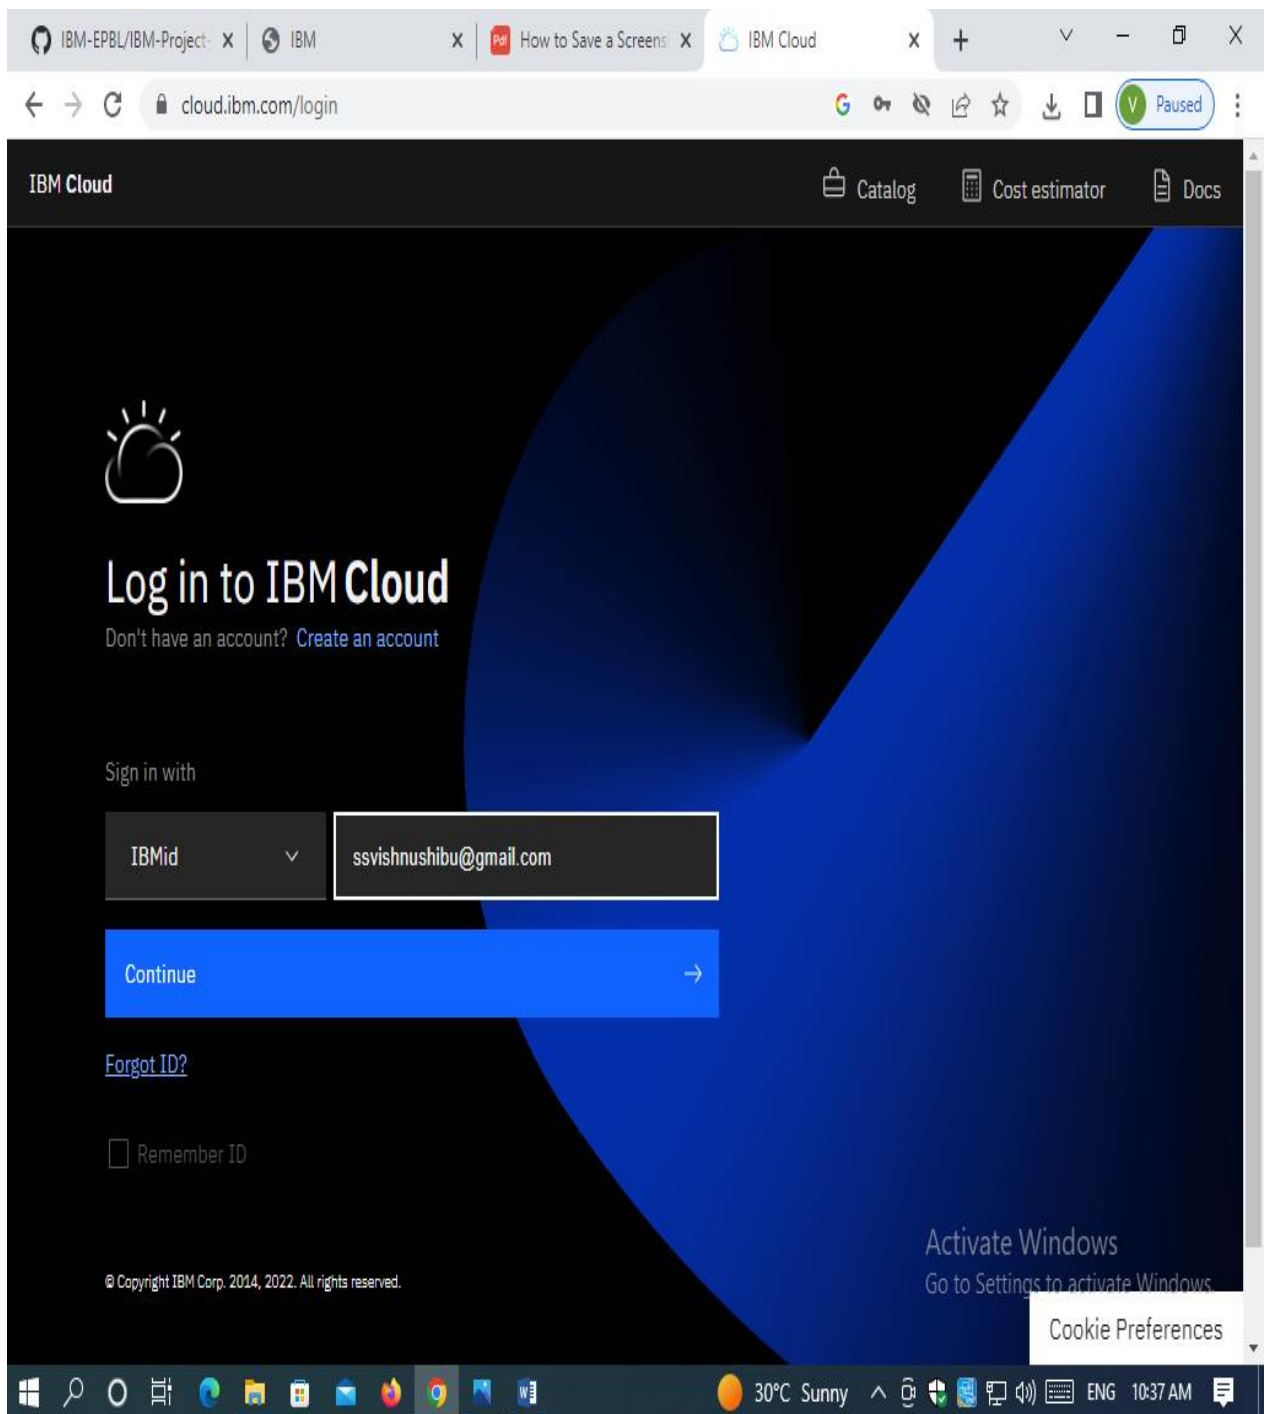 IBM-EPBL/IBM-Project- IBM Pdf How to Save a Screens IBM Cloud
cloud.ibm.com/login G V Paused
IBM Cloud Catalog Cost estimator Docs
Log in to IBM Cloud
Don't have an account? Create an account
Sign in with
IBMid ssvishnushibu@gmail.com
Continue
Forgot ID?
Remember ID
Activate Windows
© Copyright IBM Corp. 2014, 2022. All rights reserved. Go to Settings to activate Windows.
Cookie Preferences
30°C Sunny ENG 10:37 AM